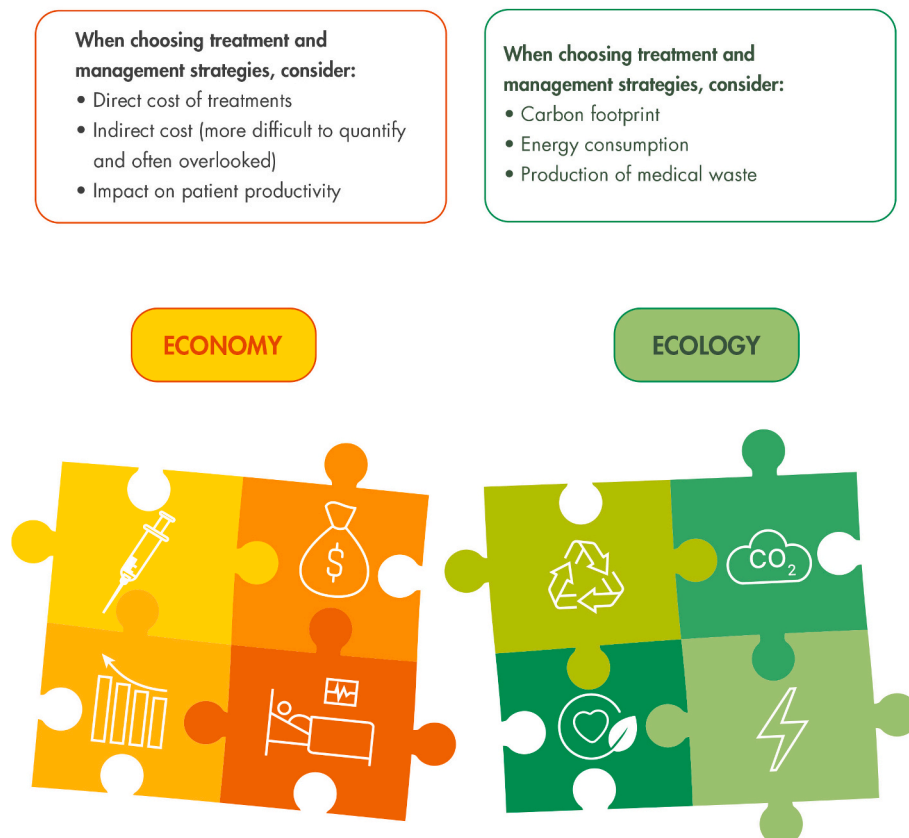 When choosing treatment and
management strategies, consider:
• Direct cost of treatments
• Indirect cost (more difficult to quantify
and often overlooked)
• Impact on patient productivity
When choosing treatment and
management strategies, consider:
• Carbon footprint
• Energy consumption
• Production of medical waste
ECONOMY
ECOLOGY
$
CO2